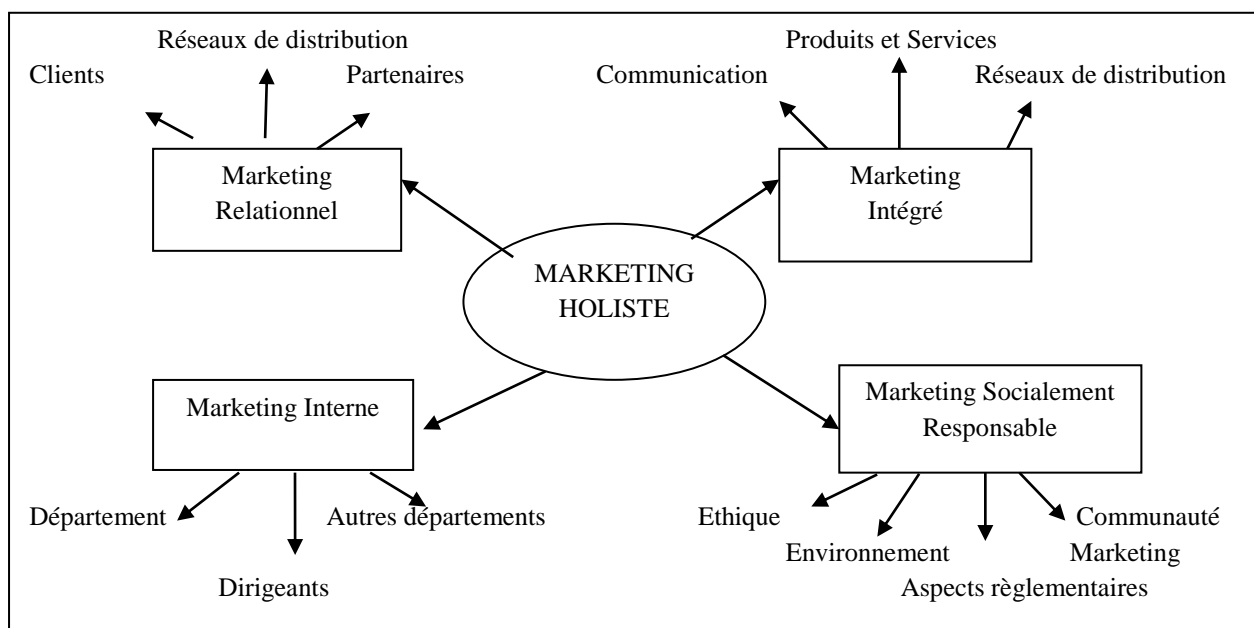 Réseaux de distribution
Clients
Partenaires
Marketing
Relationnel
Produits et Services
Communication
Réseaux de distribution
Marketing
Intégré
MARKETING
HOLISTE
Marketing Interne
Département
Autres départements
Dirigeants
Marketing Socialement
Responsable
Ethique
Communauté
Environnement
Marketing
Aspects règlementaires